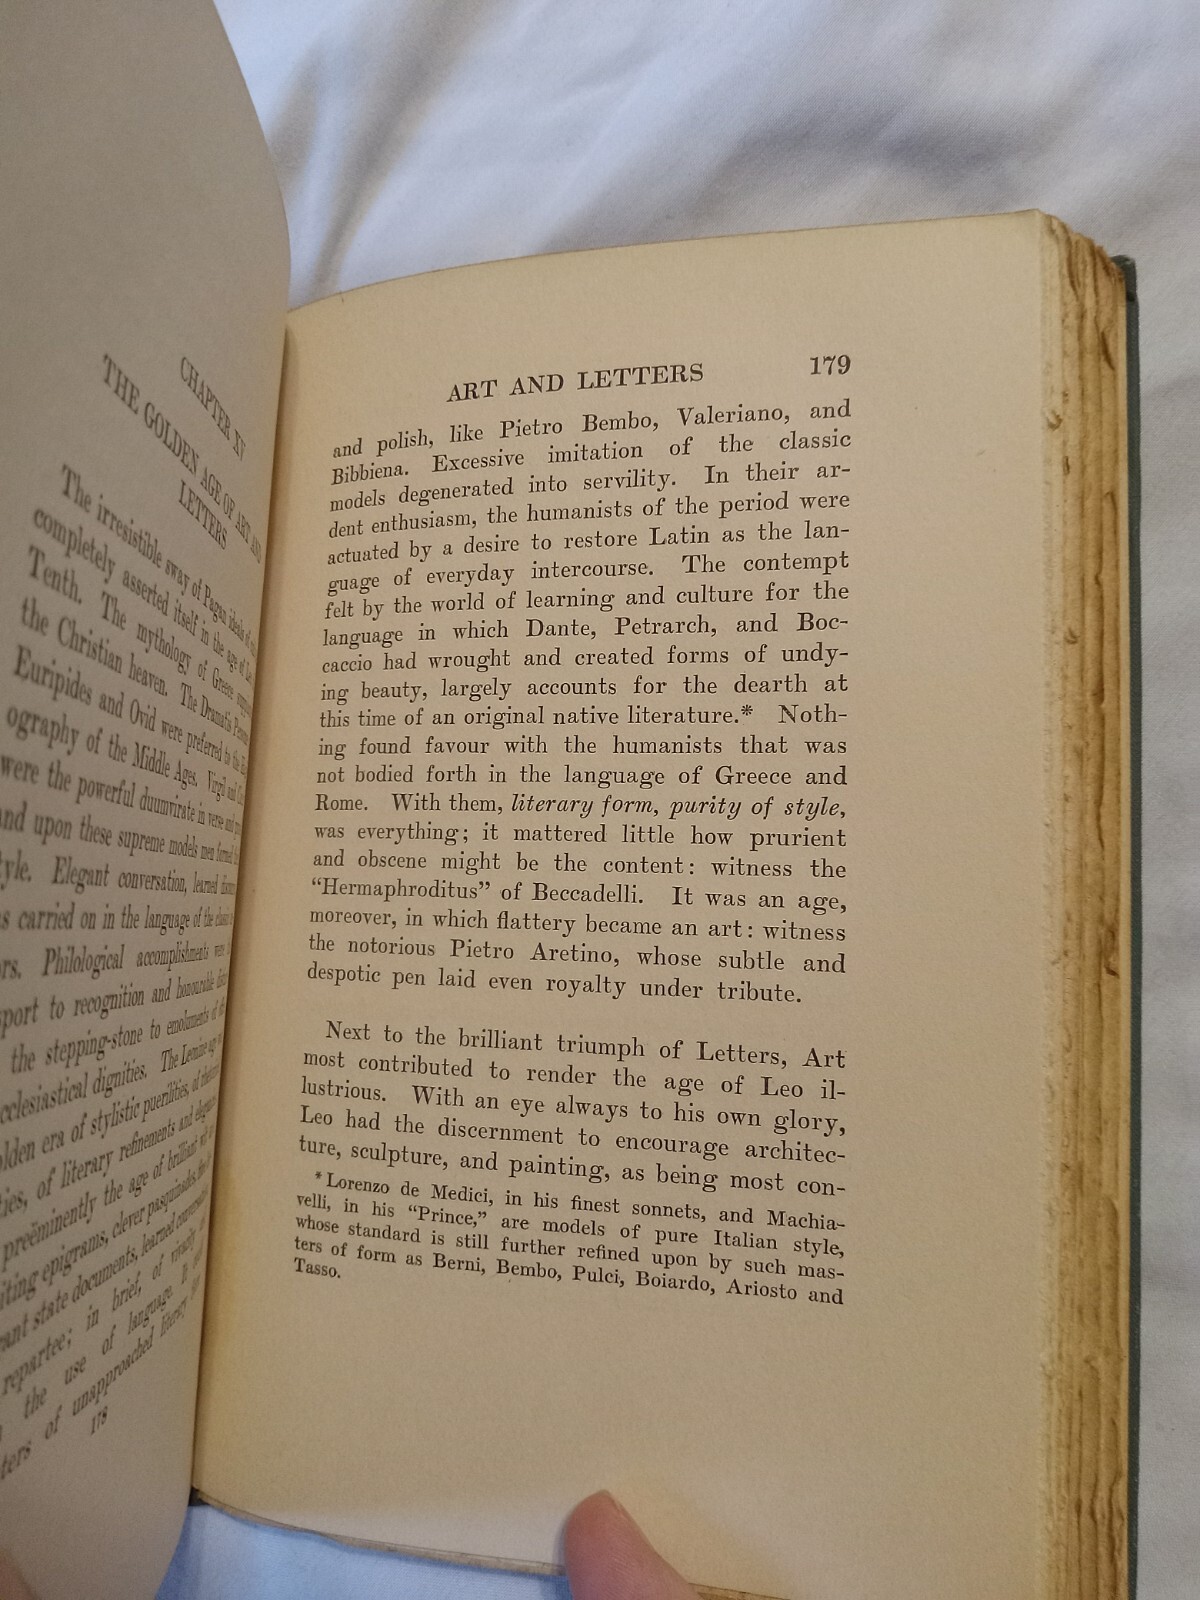 CHAPTER XV
THE GOLDEN AGE OF ART AND
LETTERS
The irresistible sway of Pagan ideals of
completely asserted itself in the age of
Tenth. The mythology of Greece
the Christian heaven. The Dramatis
Euripides and Ovid were preferred to the
ography of the Middle Ages. Virgil and
were the powerful duumvirate in verse and
and upon these supreme models men formed
style. Elegant conversation, learned
carried on in the language of the
Philological accomplishments were
to recognition and honourable
the stepping-stone to emoluments of
ecclesiastical dignities. The Leonine age
golden era of stylistic puerilities, of
of literary refinements and
preëminently the age of brilliant
epigrams, clever pasquinades,
state documents, learned
repartee; in brief, of
the use of language. It
of unapproached literary
178
ART AND LETTERS 179
and polish, like Pietro Bembo, Valeriano, and
Bibbiena. Excessive imitation of the classic
models degenerated into servility. In their ar-
dent enthusiasm, the humanists of the period were
actuated by a desire to restore Latin as the lan-
guage of everyday intercourse. The contempt
felt by the world of learning and culture for the
language in which Dante, Petrarch, and Boc-
caccio had wrought and created forms of undy-
ing beauty, largely accounts for the dearth at
this time of an original native literature.* Noth-
ing found favour with the humanists that was
not bodied forth in the language of Greece and
Rome. With them, literary form, purity of style,
was everything; it mattered little how prurient
and obscene might be the content: witness the
"Hermaphroditus" of Beccadelli. It was an age,
moreover, in which flattery became an art: witness
the notorious Pietro Aretino, whose subtle and
despotic pen laid even royalty under tribute.
Next to the brilliant triumph of Letters, Art
most contributed to render the age of Leo il-
lustrious. With an eye always to his own glory,
Leo had the discernment to encourage architec-
ture, sculpture, and painting, as being most con-
*Lorenzo de Medici, in his finest sonnets, and Machia-
velli, in his "Prince," are models of pure Italian style,
whose standard is still further refined upon by such mas-
ters of form as Berni, Bembo, Pulci, Boiardo, Ariosto and
Tasso.